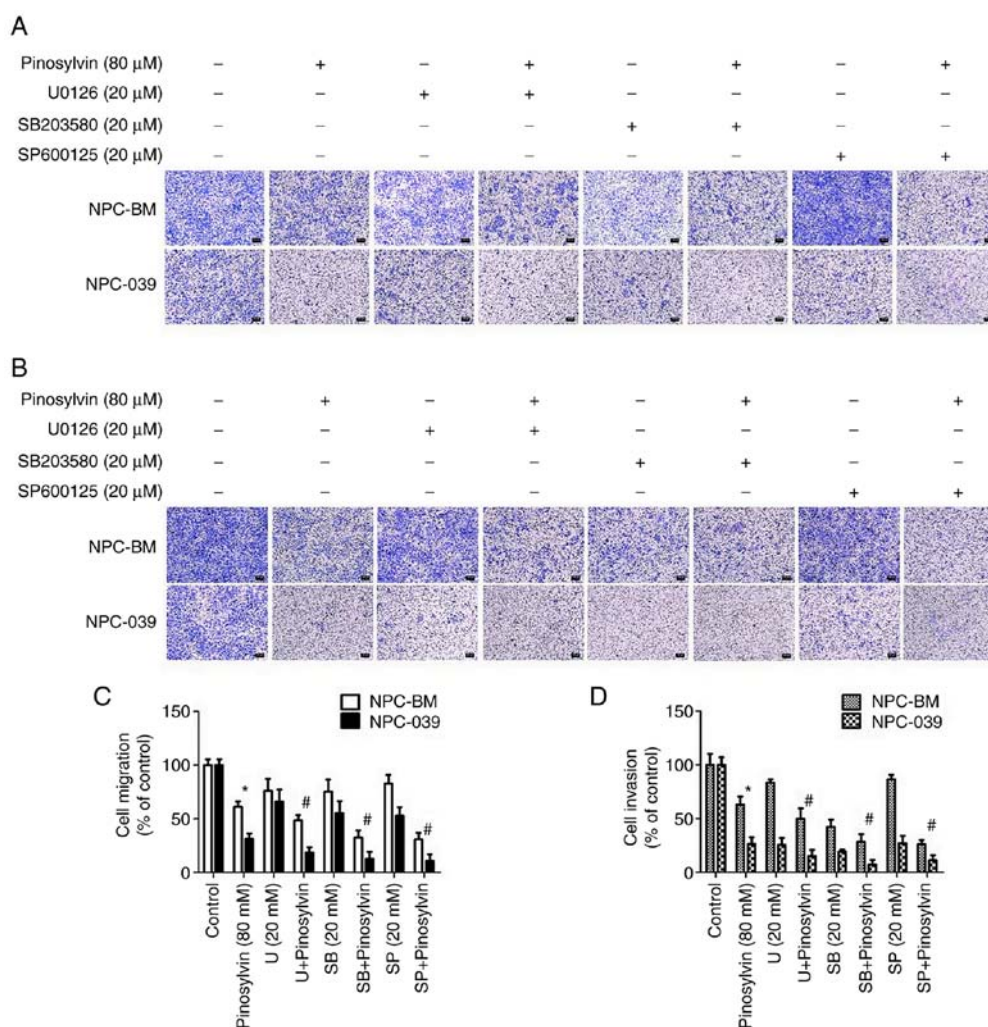 A
Pinosylvin (80 µM) – + – + – + – +
U0126 (20 µM) – – + + – – – –
SB203580 (20 µM) – – – – + + – –
SP600125 (20 µM) – – – – – – + +
NPC-BM
NPC-039
B
Pinosylvin (80 µM) – + – + – + – +
U0126 (20 µM) – – + + – – – –
SB203580 (20 µM) – – – – + + – –
SP600125 (20 µM) – – – – – – + +
NPC-BM
NPC-039
C
NPC-BM
NPC-039
Cell migration
(% of control)
150
100
50
0
* # # #
Control
Pinosylvin (80 mM)
U (20 mM)
U+Pinosylvin
SB (20 mM)
SB+Pinosylvin
SP (20 mM)
SP+Pinosylvin
D
NPC-BM
NPC-039
Cell invasion
(% of control)
150
100
50
0
* # # #
Control
Pinosylvin (80 mM)
U (20 mM)
U+Pinosylvin
SB (20 mM)
SB+Pinosylvin
SP (20 mM)
SP+Pinosylvin